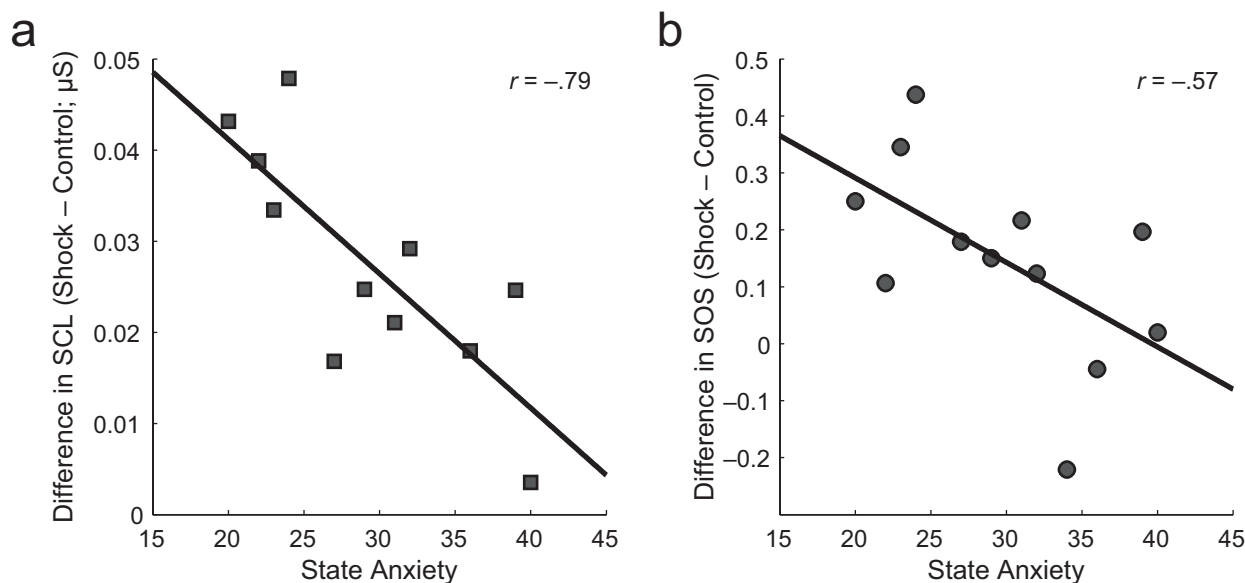 a
Difference in SCL (Shock – Control; µS)
0.05
0.04
0.03
0.02
0.01
0
r = –.79
15 20 25 30 35 40 45
State Anxiety
b
Difference in SOS (Shock – Control)
0.5
0.4
0.3
0.2
0.1
0
–0.1
–0.2
r = –.57
15 20 25 30 35 40 45
State Anxiety